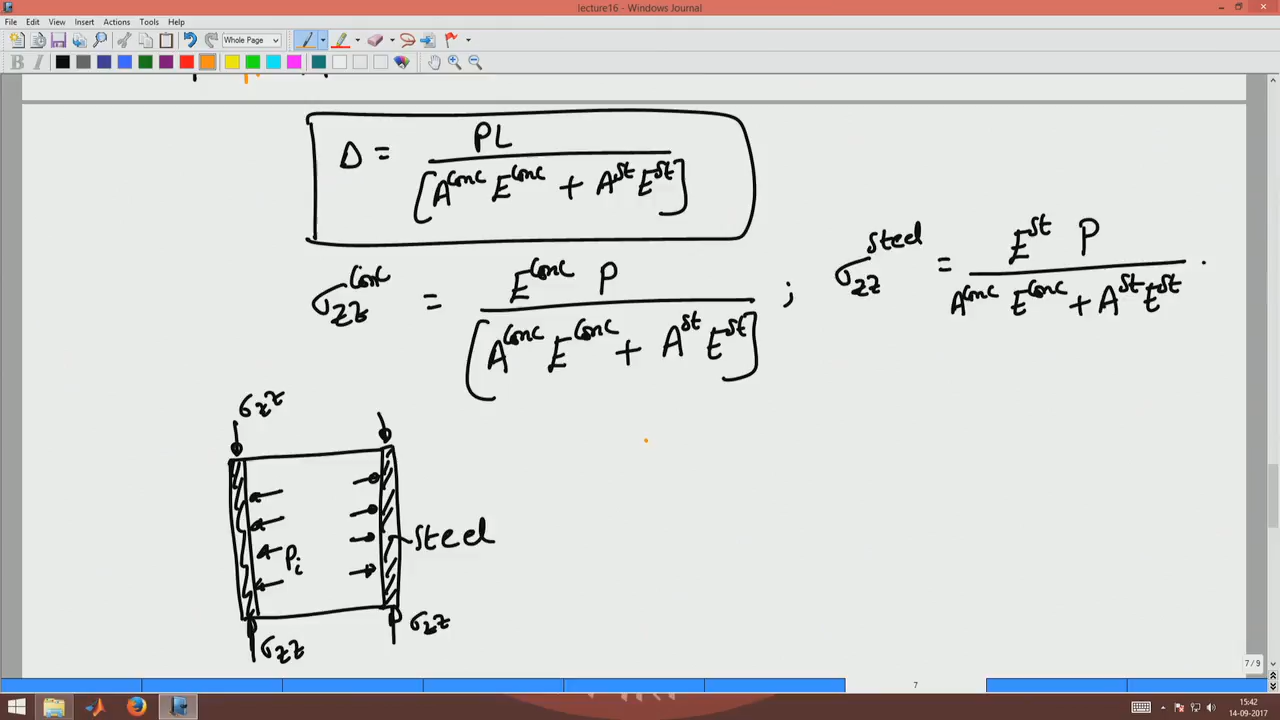 lecture16 - Windows Journal
File Edit View Insert Actions Tools Help
Whole Page
B I
Δ = PL / [A^conc E^conc + A^st E^st]
σzz^conc = E^conc P / [A^conc E^conc + A^st E^st] ; σzz^steel = E^st P / A^conc E^conc + A^st E^st .
σzz
Pi
steel
σzz
σzz
7 / 9
7
15:42
14-09-2017